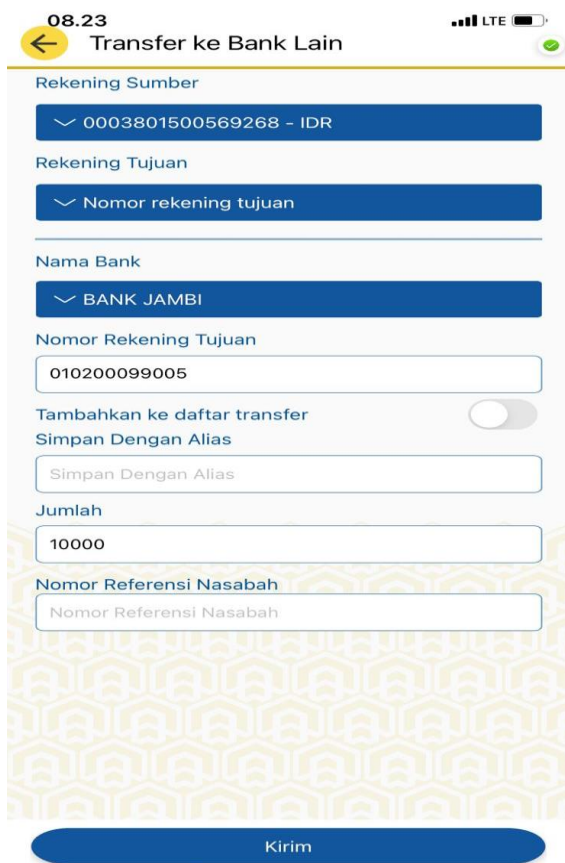 08.23
LTE
Transfer ke Bank Lain
Rekening Sumber
0003801500569268 - IDR
Rekening Tujuan
Nomor rekening tujuan
Nama Bank
BANK JAMBI
Nomor Rekening Tujuan
010200099005
Tambahkan ke daftar transfer
Simpan Dengan Alias
Simpan Dengan Alias
Jumlah
10000
Nomor Referensi Nasabah
Nomor Referensi Nasabah
Kirim